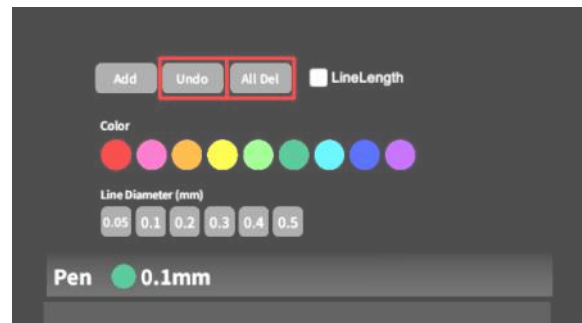 Add Undo All Del LineLength
Color
Line Diameter (mm)
0.05 0.1 0.2 0.3 0.4 0.5
Pen 0.1mm